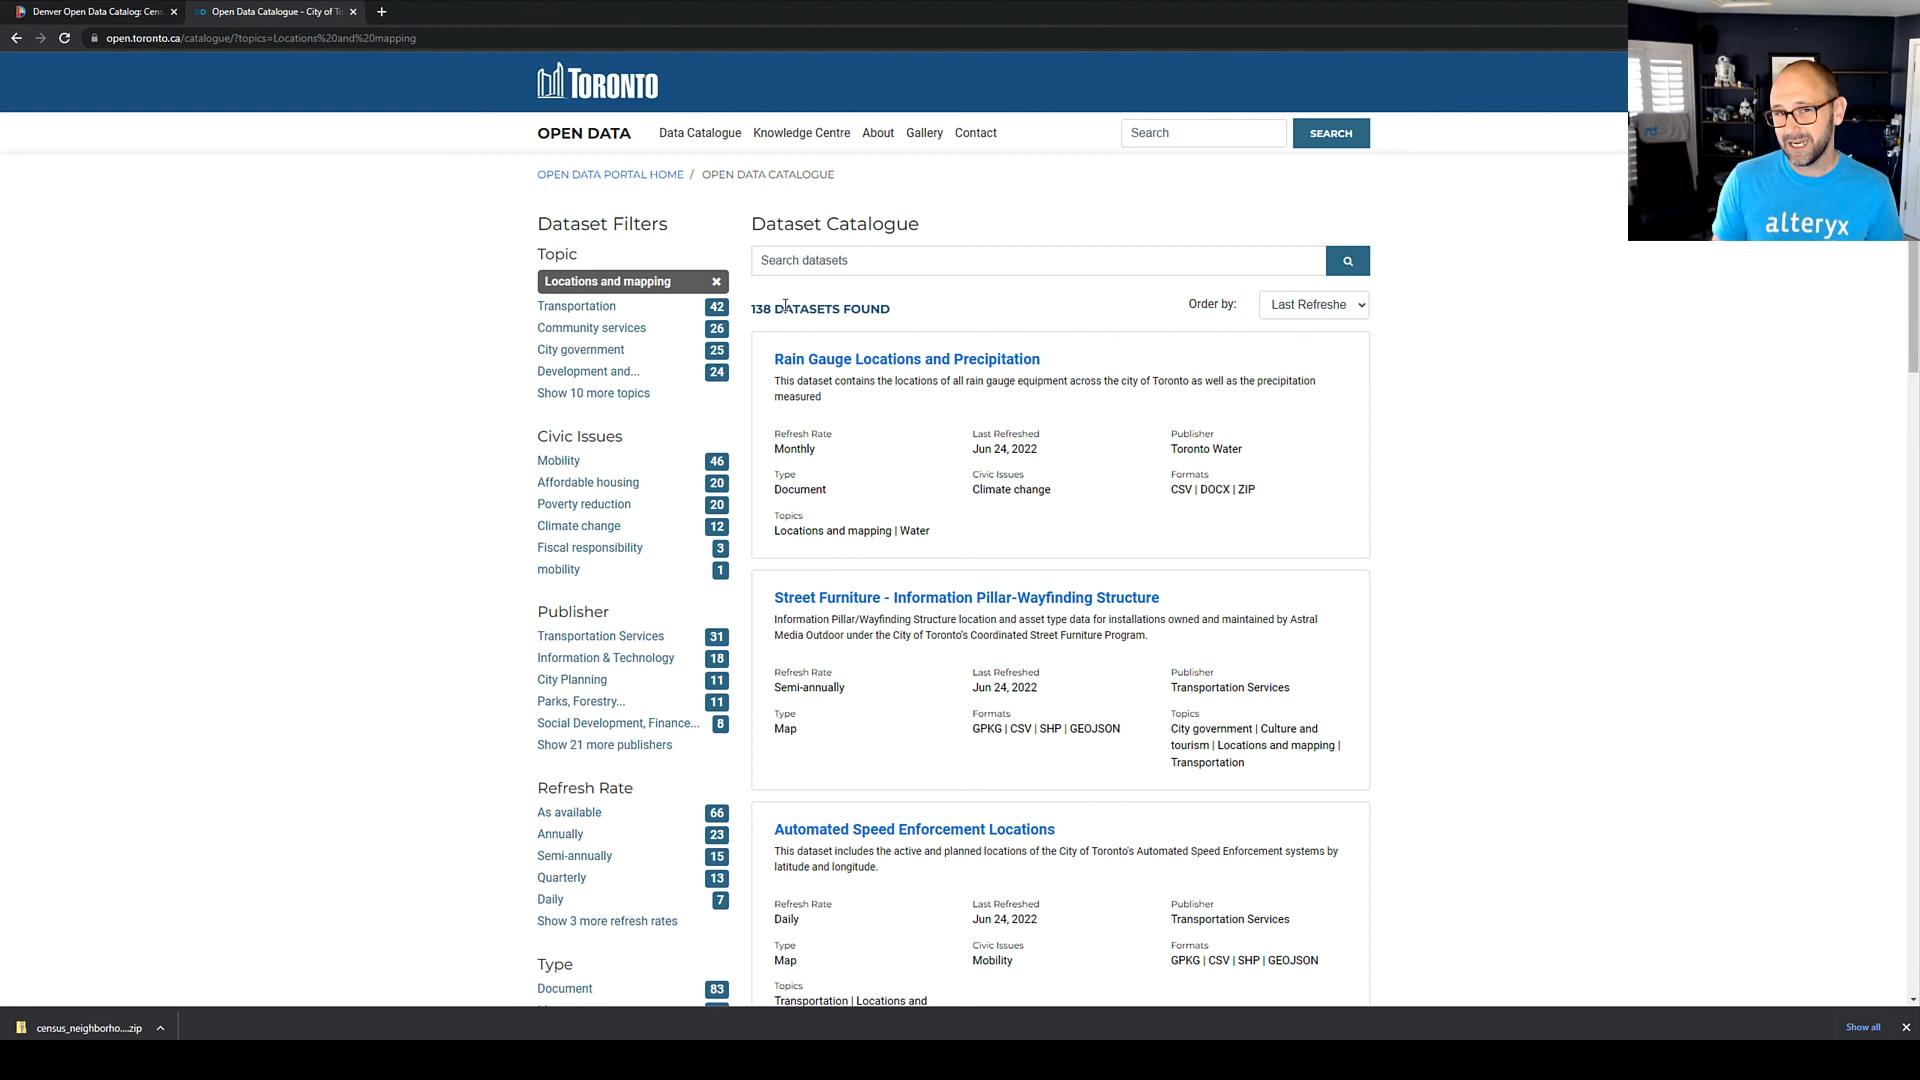 Denver Open Data Catalog: Cens
Open Data Catalogue - City of To
open.toronto.ca/catalogue/?topics=Locations%20and%20mapping
TORONTO
OPEN DATA
Data Catalogue
Knowledge Centre
About
Gallery
Contact
Search
SEARCH
OPEN DATA PORTAL HOME / OPEN DATA CATALOGUE
Dataset Filters
Topic
Locations and mapping
Transportation 42
Community services 26
City government 25
Development and... 24
Show 10 more topics
Civic Issues
Mobility 46
Affordable housing 20
Poverty reduction 20
Climate change 12
Fiscal responsibility 3
mobility 1
Publisher
Transportation Services 31
Information & Technology 18
City Planning 11
Parks, Forestry... 11
Social Development, Finance... 8
Show 21 more publishers
Refresh Rate
As available 66
Annually 23
Semi-annually 15
Quarterly 13
Daily 7
Show 3 more refresh rates
Type
Document 83
Dataset Catalogue
Search datasets
138 DATASETS FOUND
Order by: Last Refreshe
Rain Gauge Locations and Precipitation
This dataset contains the locations of all rain gauge equipment across the city of Toronto as well as the precipitation
measured
Refresh Rate
Monthly
Last Refreshed
Jun 24, 2022
Publisher
Toronto Water
Type
Document
Civic Issues
Climate change
Formats
CSV | DOCX | ZIP
Topics
Locations and mapping | Water
Street Furniture - Information Pillar-Wayfinding Structure
Information Pillar/Wayfinding Structure location and asset type data for installations owned and maintained by Astral
Media Outdoor under the City of Toronto's Coordinated Street Furniture Program.
Refresh Rate
Semi-annually
Last Refreshed
Jun 24, 2022
Publisher
Transportation Services
Type
Map
Formats
GPKG | CSV | SHP | GEOJSON
Topics
City government | Culture and
tourism | Locations and mapping |
Transportation
Automated Speed Enforcement Locations
This dataset includes the active and planned locations of the City of Toronto's Automated Speed Enforcement systems by
latitude and longitude.
Refresh Rate
Daily
Last Refreshed
Jun 24, 2022
Publisher
Transportation Services
Type
Map
Civic Issues
Mobility
Formats
GPKG | CSV | SHP | GEOJSON
Topics
Transportation | Locations and
alteryx
census_neighborho....zip
Show all